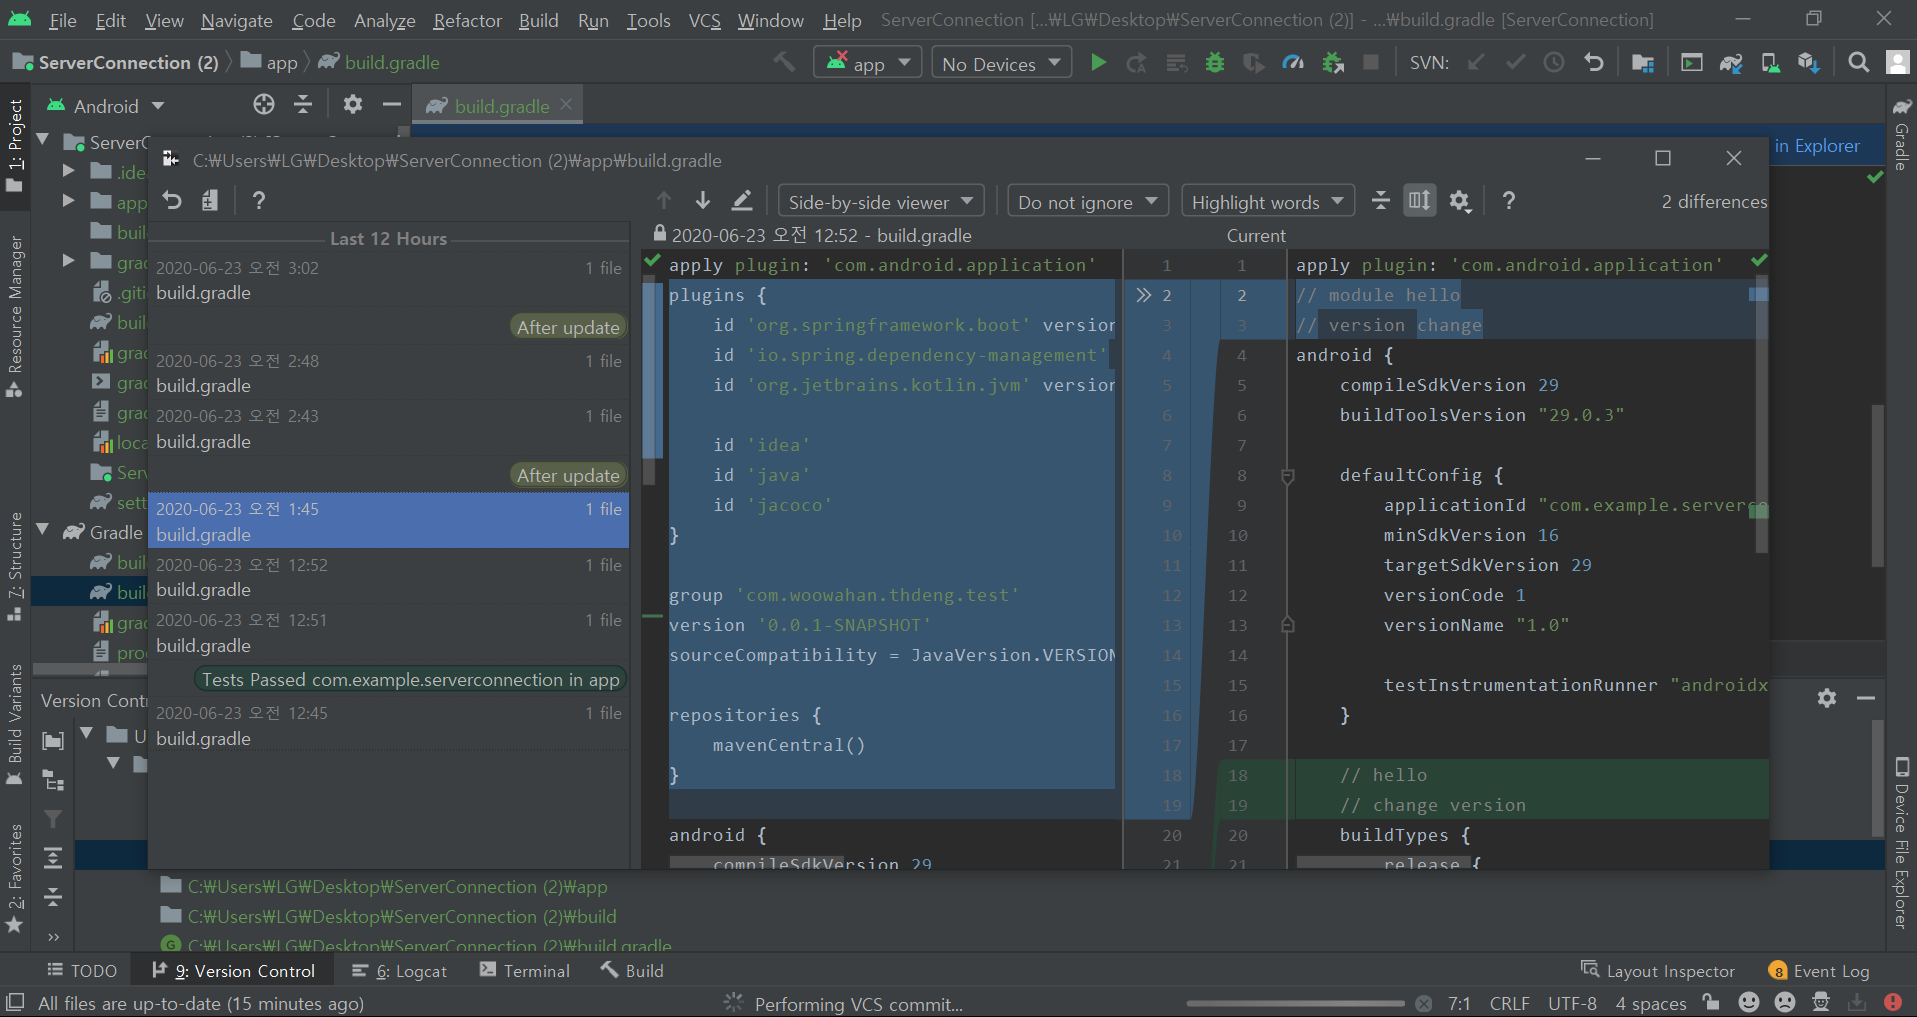 File Edit View Navigate Code Analyze Refactor Build Run Tools VCS Window Help ServerConnection [...₩LG₩Desktop₩ServerConnection (2)] - ...₩build.gradle [ServerConnection]
ServerConnection (2) app build.gradle app No Devices SVN:
Android build.gradle
1: Project
Resource Manager
7: Structure
Build Variants
2: Favorites
in Explorer
Gradle
Device File Explorer
.ide
app
buil
grad
.giti
buil
grad
grad
grad
loca
Serv
sett
Gradle
buil
buil
grad
pro
Version Cont
C:₩Users₩LG₩Desktop₩ServerConnection (2)₩app₩build.gradle
? Side-by-side viewer Do not ignore Highlight words ? 2 differences
Last 12 Hours
2020-06-23 오전 3:02 1 file
build.gradle
After update
2020-06-23 오전 2:48 1 file
build.gradle
2020-06-23 오전 2:43 1 file
build.gradle
After update
2020-06-23 오전 1:45 1 file
build.gradle
2020-06-23 오전 12:52 1 file
build.gradle
2020-06-23 오전 12:51 1 file
build.gradle
Tests Passed com.example.serverconnection in app
2020-06-23 오전 12:45 1 file
build.gradle
2020-06-23 오전 12:52 - build.gradle
apply plugin: 'com.android.application' 1
plugins { 2
id 'org.springframework.boot' version 3
id 'io.spring.dependency-management' 4
id 'org.jetbrains.kotlin.jvm' version 5
6
id 'idea' 7
id 'java' 8
id 'jacoco' 9
} 10
11
group 'com.woowahan.thdeng.test' 12
version '0.0.1-SNAPSHOT' 13
sourceCompatibility = JavaVersion.VERSION 14
15
repositories { 16
mavenCentral() 17
} 18
19
android { 20
compileSdkVersion 29 21
Current
1 apply plugin: 'com.android.application'
2 // module hello
3 // version change
4 android {
5 compileSdkVersion 29
6 buildToolsVersion "29.0.3"
7
8 defaultConfig {
9 applicationId "com.example.serverco
10 minSdkVersion 16
11 targetSdkVersion 29
12 versionCode 1
13 versionName "1.0"
14
15 testInstrumentationRunner "androidx
16 }
17
18 // hello
19 // change version
20 buildTypes {
21 release {
C:₩Users₩LG₩Desktop₩ServerConnection (2)₩app
C:₩Users₩LG₩Desktop₩ServerConnection (2)₩build
C:₩Users₩LG₩Desktop₩ServerConnection (2)₩build.gradle
TODO 9: Version Control 6: Logcat Terminal Build Layout Inspector 8 Event Log
All files are up-to-date (15 minutes ago) Performing VCS commit... 7:1 CRLF UTF-8 4 spaces